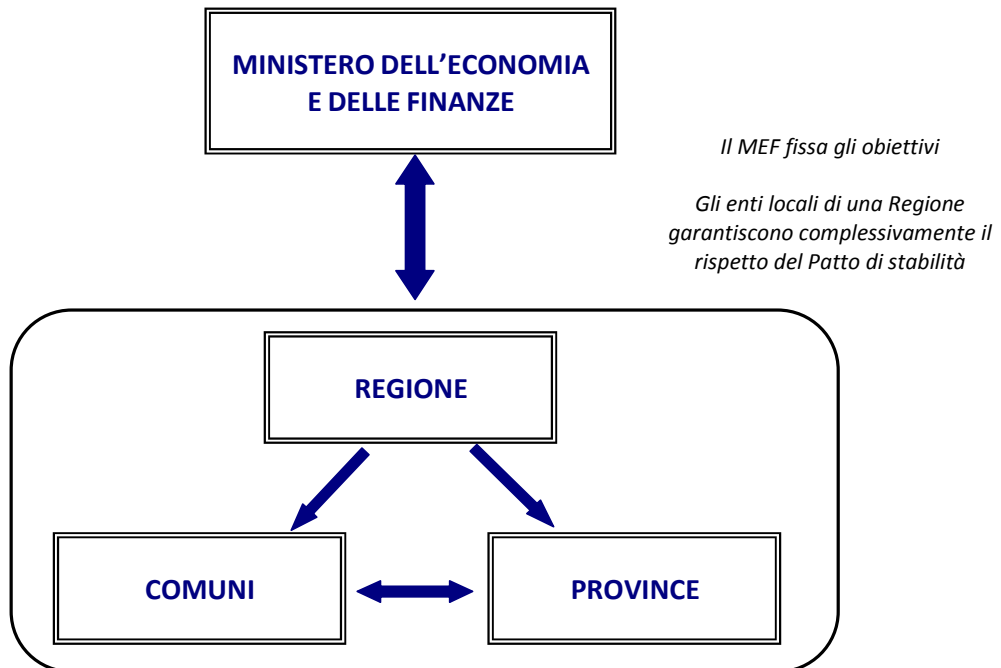 MINISTERO DELL’ECONOMIA
E DELLE FINANZE
Il MEF fissa gli obiettivi
Gli enti locali di una Regione
garantiscono complessivamente il
rispetto del Patto di stabilità
REGIONE
COMUNI
PROVINCE